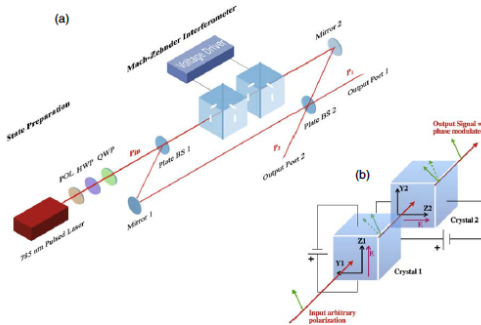 (a)
Mach-Zehnder Interferometer
Voltage Driver
Mirror 2
P1
Output Port 1
State Preparation
Pin
Plate BS 2
P2
Output Port 2
POL HWP QWP
Plate BS 1
Mirror 1
785 nm Pulsed Laser
(b)
Output Signal =
phase modulated
Y2
Z2
E
Crystal 2
Z1
Y1
E
Crystal 1
+
+
Input arbitrary
polarization